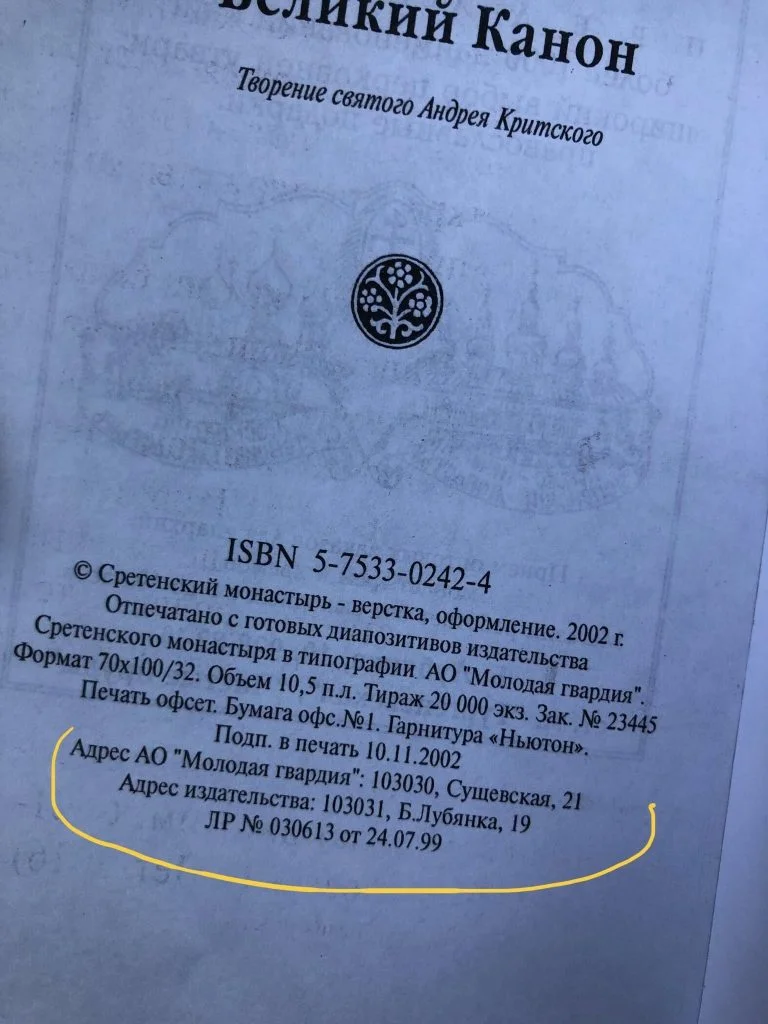 Великий Канон
Творение святого Андрея Критского
ISBN 5-7533-0242-4
© Сретенский монастырь - верстка, оформление. 2002 г.
Отпечатано с готовых диапозитивов издательства
Сретенского монастыря в типографии АО "Молодая гвардия".
Формат 70x100/32. Объем 10,5 п.л. Тираж 20 000 экз. Зак. № 23445
Печать офсет. Бумага офс.№1. Гарнитура «Ньютон».
Подп. в печать 10.11.2002
Адрес АО "Молодая гвардия": 103030, Сущевская, 21
Адрес издательства: 103031, Б.Лубянка, 19
ЛР № 030613 от 24.07.99